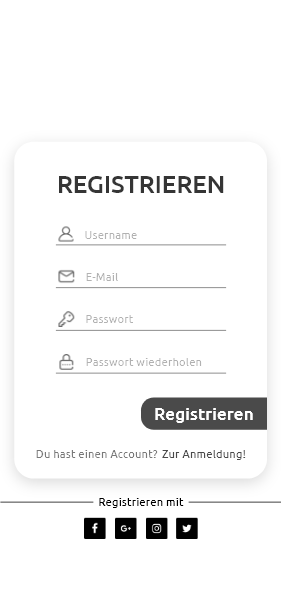 REGISTRIEREN
Username
E-Mail
Passwort
Passwort wiederholen
Registrieren
Du hast einen Account? Zur Anmeldung!
Registrieren mit